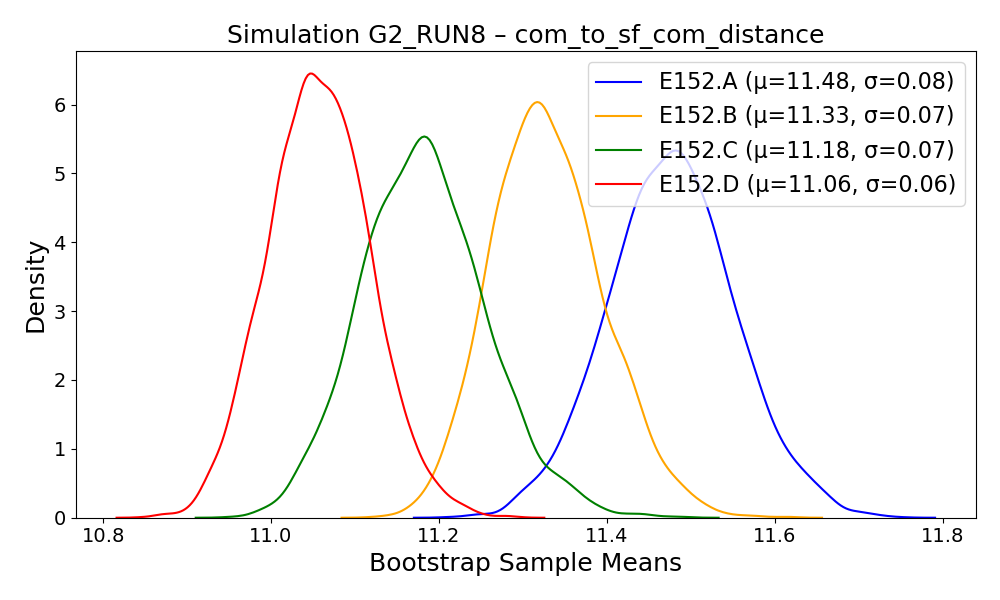 Simulation G2_RUN8 – com_to_sf_com_distance
E152.A (μ=11.48, σ=0.08)
E152.B (μ=11.33, σ=0.07)
E152.C (μ=11.18, σ=0.07)
E152.D (μ=11.06, σ=0.06)
Density
6
5
4
3
2
1
0
10.8 11.0 11.2 11.4 11.6 11.8
Bootstrap Sample Means